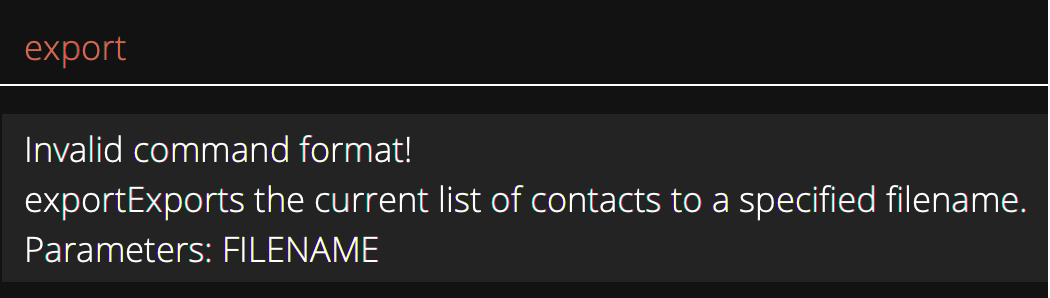 export
Invalid command format!
exportExports the current list of contacts to a specified filename.
Parameters: FILENAME